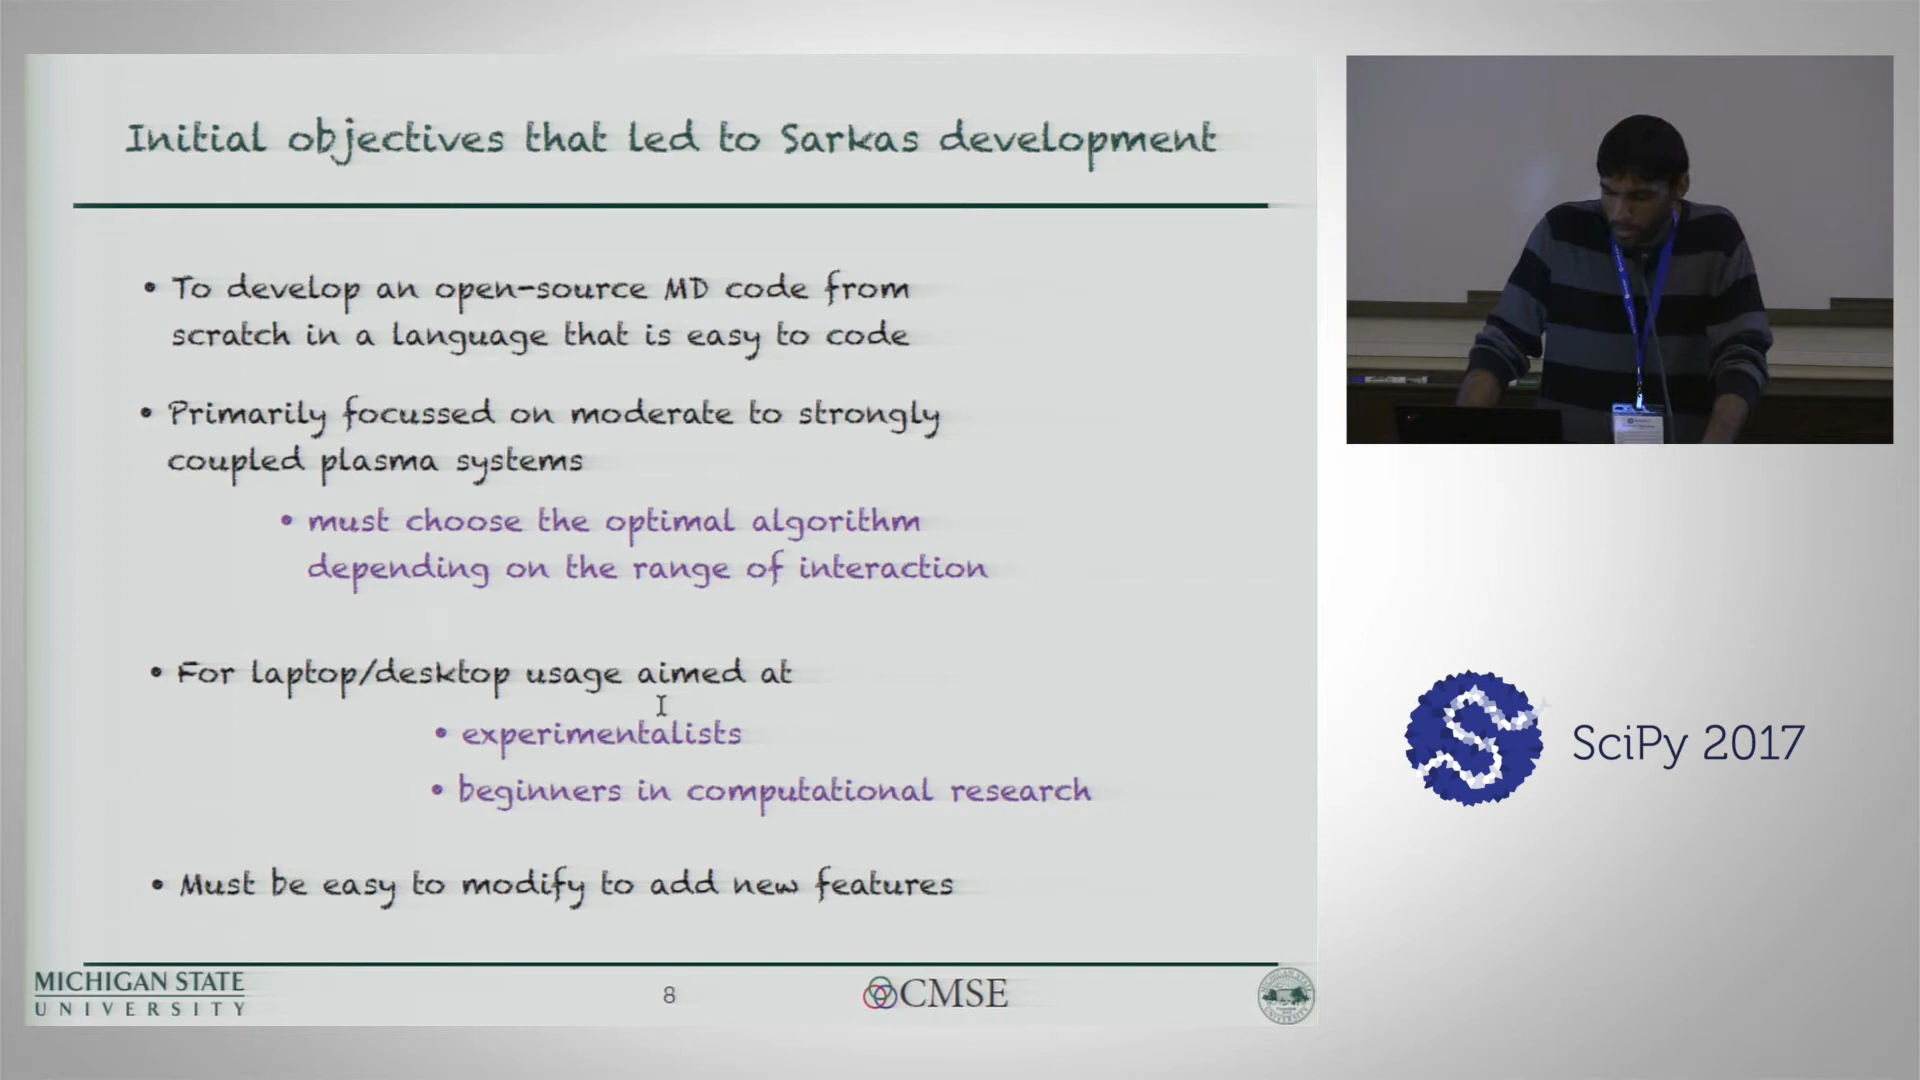 Initial objectives that led to Sarkas development
• To develop an open-source MD code from
scratch in a language that is easy to code
• Primarily focussed on moderate to strongly
coupled plasma systems
• must choose the optimal algorithm
depending on the range of interaction
• For laptop/desktop usage aimed at
• experimentalists
• beginners in computational research
• Must be easy to modify to add new features
MICHIGAN STATE
UNIVERSITY
8
CMSE
SciPy 2017